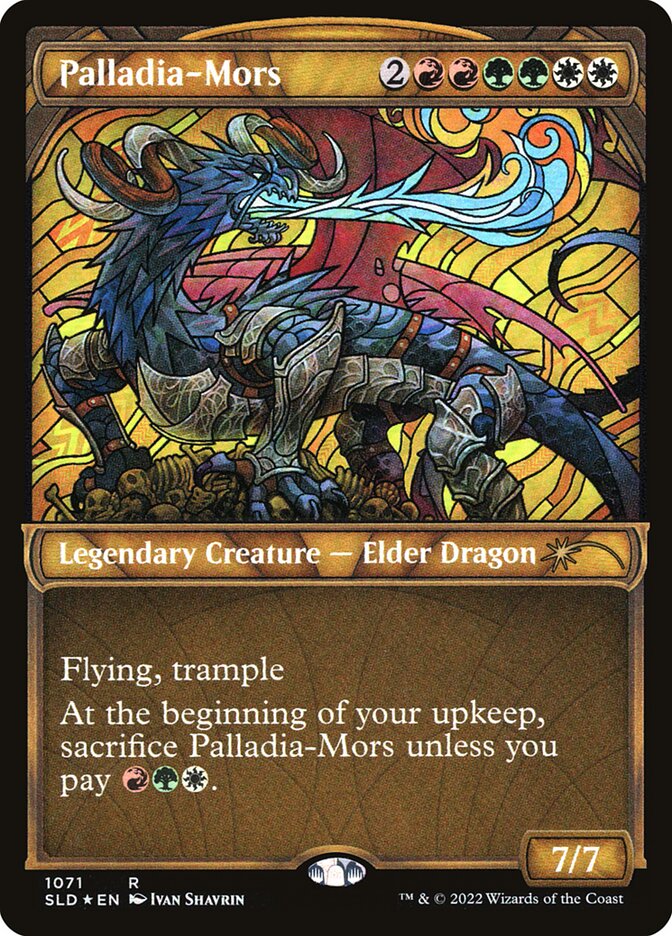 Palladia-Mors 2
Legendary Creature — Elder Dragon
Flying, trample
At the beginning of your upkeep,
sacrifice Palladia-Mors unless you
pay .
7/7
1071 R
SLD ★ EN Ivan Shavrin
™ & © 2022 Wizards of the Coast